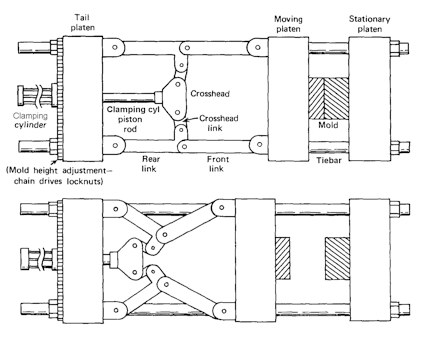 Tail
platen
Moving
platen
Stationary
platen
Clamping
cylinder
Clamping cyl
piston
rod
Crosshead
Crosshead
link
Mold
Rear
link
Front
link
Tiebar
(Mold height adjustment—
chain drives locknuts)